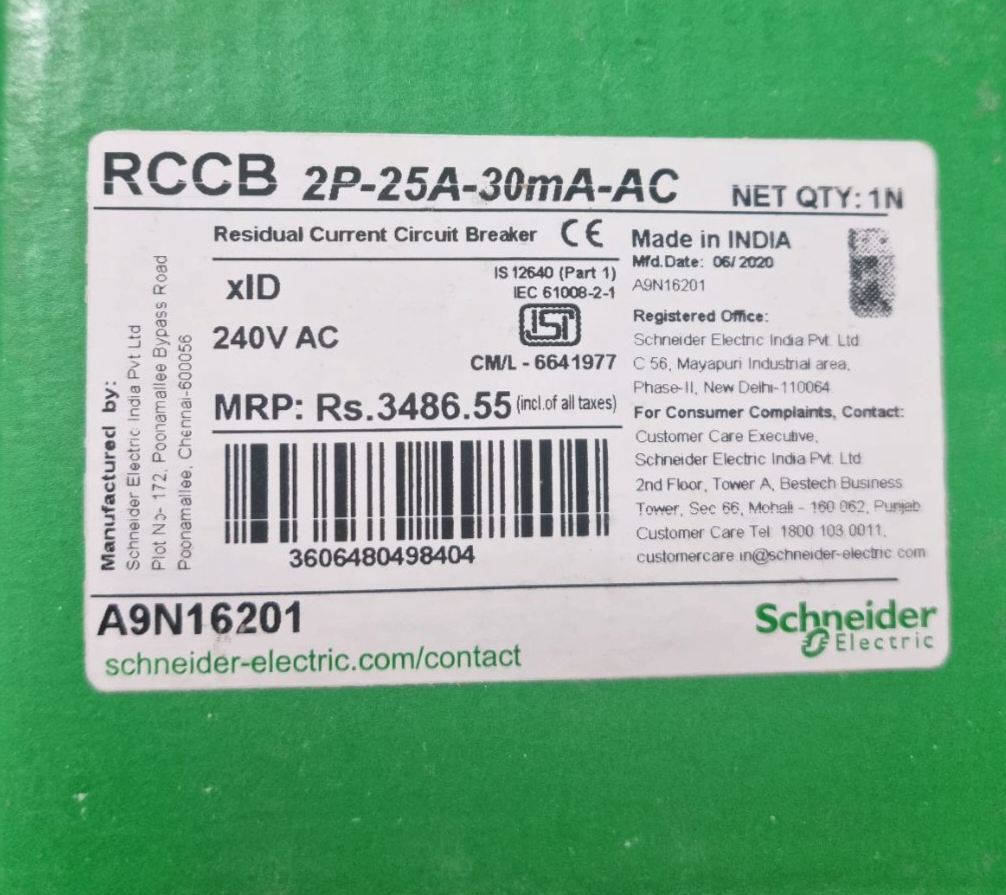 RCCB 2P-25A-30mA-AC NET QTY: 1N
Residual Current Circuit Breaker CE
xID
IS 12640 (Part 1)
IEC 61008-2-1
240V AC
ISI
CM/L - 6641977
MRP: Rs.3486.55 (incl.of all taxes)
3606480498404
Manufactured by:
Schneider Electric India Pvt Ltd
Plot No- 172, Poonamallee Bypass Road
Poonamallee, Chennai-600056
Made in INDIA
Mfd.Date: 06/2020
A9N16201
Registered Office:
Schneider Electric India Pvt. Ltd
C 56, Mayapuri Industrial area,
Phase-II, New Delhi-110064
For Consumer Complaints, Contact:
Customer Care Executive,
Schneider Electric India Pvt. Ltd
2nd Floor, Tower A, Bestech Business
Tower, Sec 66, Mohali - 160 062, Punjab
Customer Care Tel: 1800 103 0011,
customercare.in@schneider-electric.com
A9N16201
schneider-electric.com/contact
Schneider
Electric